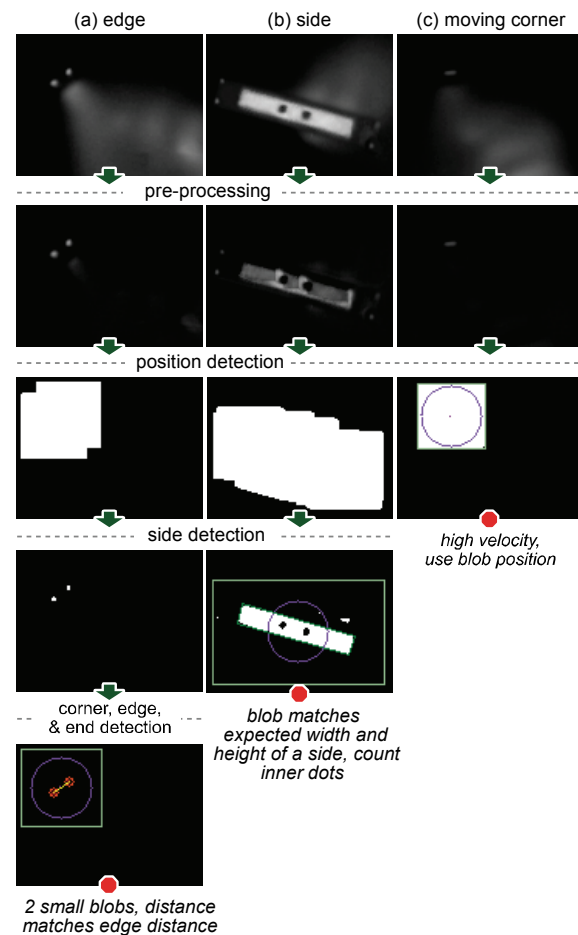 (a) edge
(b) side
(c) moving corner
pre-processing
position detection
side detection
high velocity,
use blob position
corner, edge,
& end detection
blob matches
expected width and
height of a side, count
inner dots
2 small blobs, distance
matches edge distance